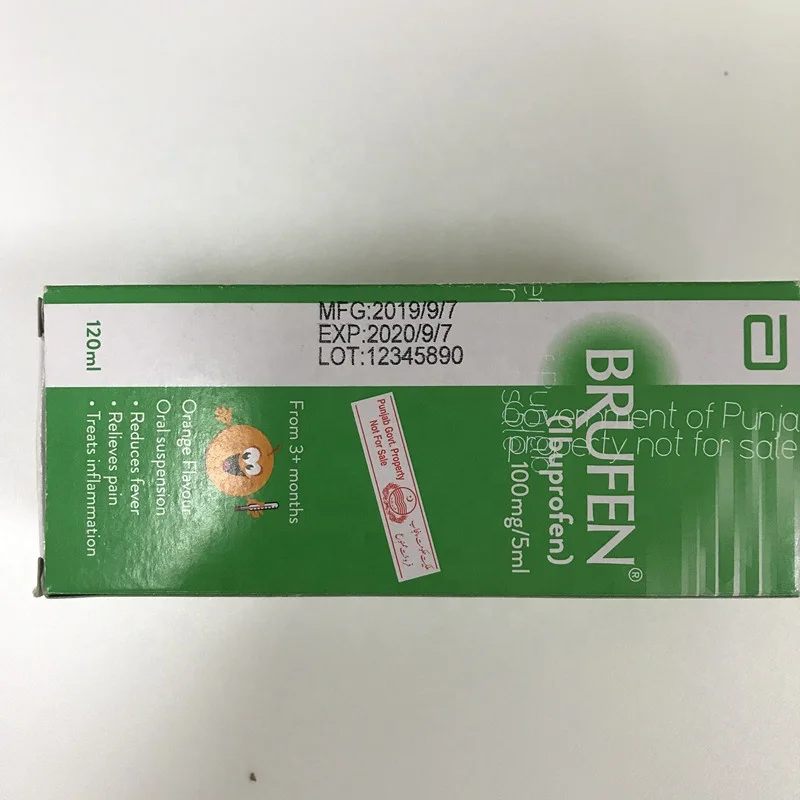 MFG:2019/9/7
EXP:2020/9/7
LOT:12345890
BRUFEN®
(Ibuprofen)
100mg/5ml
Government of Punja
property not for sale
Punjab Govt. Property
Not For Sale
From 3+ months
Orange Flavour
Oral suspension
• Reduces fever
• Relieves pain
• Treats inflammation
120ml